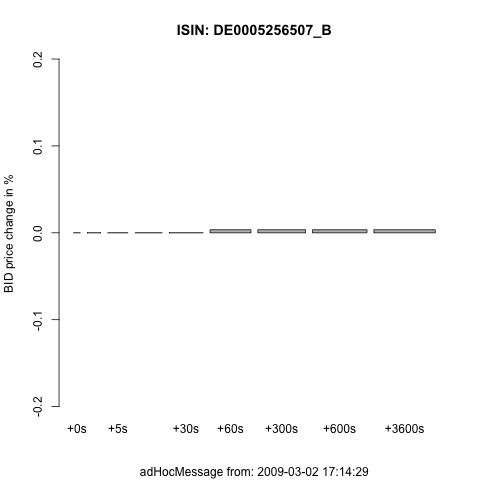 ISIN: DE0005256507_B
BID price change in %
0.2
0.1
0.0
-0.1
-0.2
+0s +5s +30s +60s +300s +600s +3600s
adHocMessage from: 2009-03-02 17:14:29